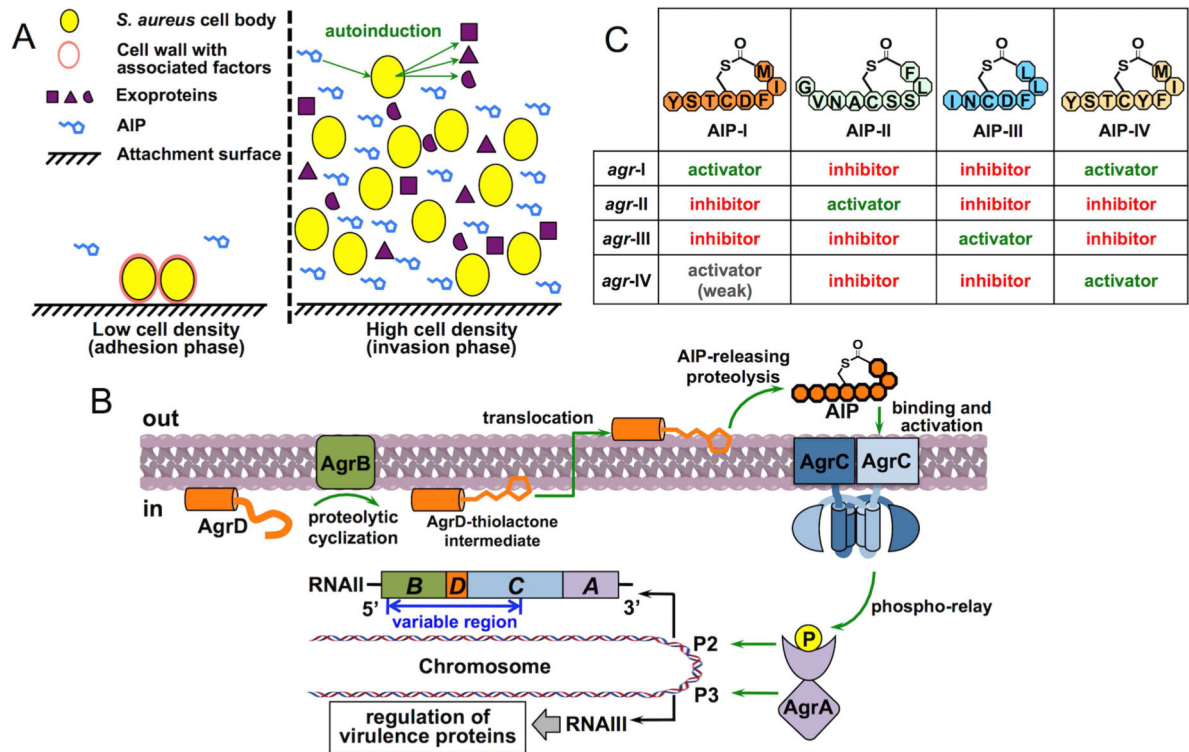 A
S. aureus cell body
Cell wall with
associated factors
Exoproteins
AIP
Attachment surface
autoinduction
Low cell density
(adhesion phase)
High cell density
(invasion phase)
C
O
S
M
I
YSTCDF
AIP-I
O
S
F
L
GVNACSS
AIP-II
O
S
L
L
INCDF
AIP-III
O
S
M
I
YSTCYF
AIP-IV
agr-I activator inhibitor inhibitor activator
agr-II inhibitor activator inhibitor inhibitor
agr-III inhibitor inhibitor activator inhibitor
agr-IV activator (weak) inhibitor inhibitor activator
B
out
in
AgrD
AgrB
proteolytic
cyclization
AgrD-thiolactone
intermediate
translocation
AIP-releasing
proteolysis
O
S
AIP
binding and
activation
AgrC AgrC
phospho-relay
P
AgrA
RNAII B D C A
5’ 3’
variable region
Chromosome
P2
P3
RNAIII
regulation of
virulence proteins